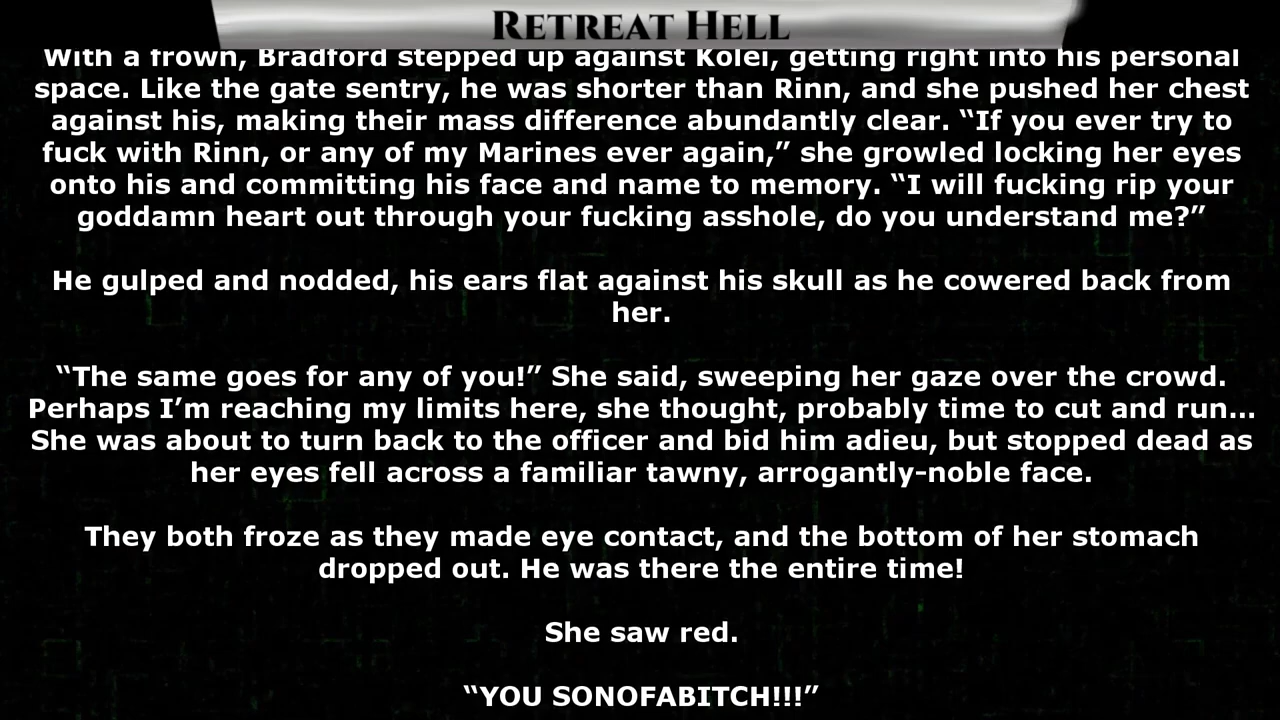 Retreat Hell
With a frown, Bradford stepped up against Kolei, getting right into his personal
space. Like the gate sentry, he was shorter than Rinn, and she pushed her chest
against his, making their mass difference abundantly clear. “If you ever try to
fuck with Rinn, or any of my Marines ever again,” she growled locking her eyes
onto his and committing his face and name to memory. “I will fucking rip your
goddamn heart out through your fucking asshole, do you understand me?”
He gulped and nodded, his ears flat against his skull as he cowered back from
her.
“The same goes for any of you!” She said, sweeping her gaze over the crowd.
Perhaps I’m reaching my limits here, she thought, probably time to cut and run...
She was about to turn back to the officer and bid him adieu, but stopped dead as
her eyes fell across a familiar tawny, arrogantly-noble face.
They both froze as they made eye contact, and the bottom of her stomach
dropped out. He was there the entire time!
She saw red.
“YOU SONOFABITCH!!!”